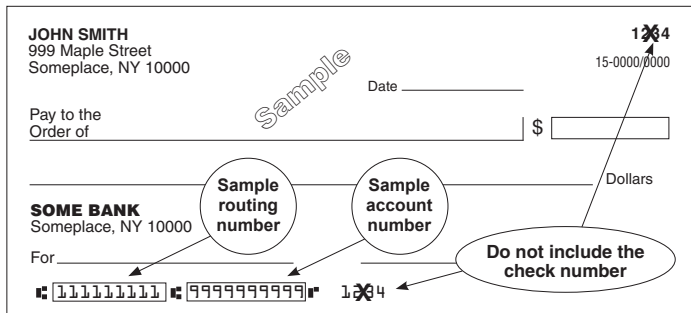 JOHN SMITH
999 Maple Street
Someplace, NY 10000
1234
15-0000/0000
Sample
Date
Pay to the
Order of
$
Dollars
Sample
routing
number
Sample
account
number
SOME BANK
Someplace, NY 10000
For
Do not include the
check number
⑆111111111⑆ 9999999999⑈ 1234